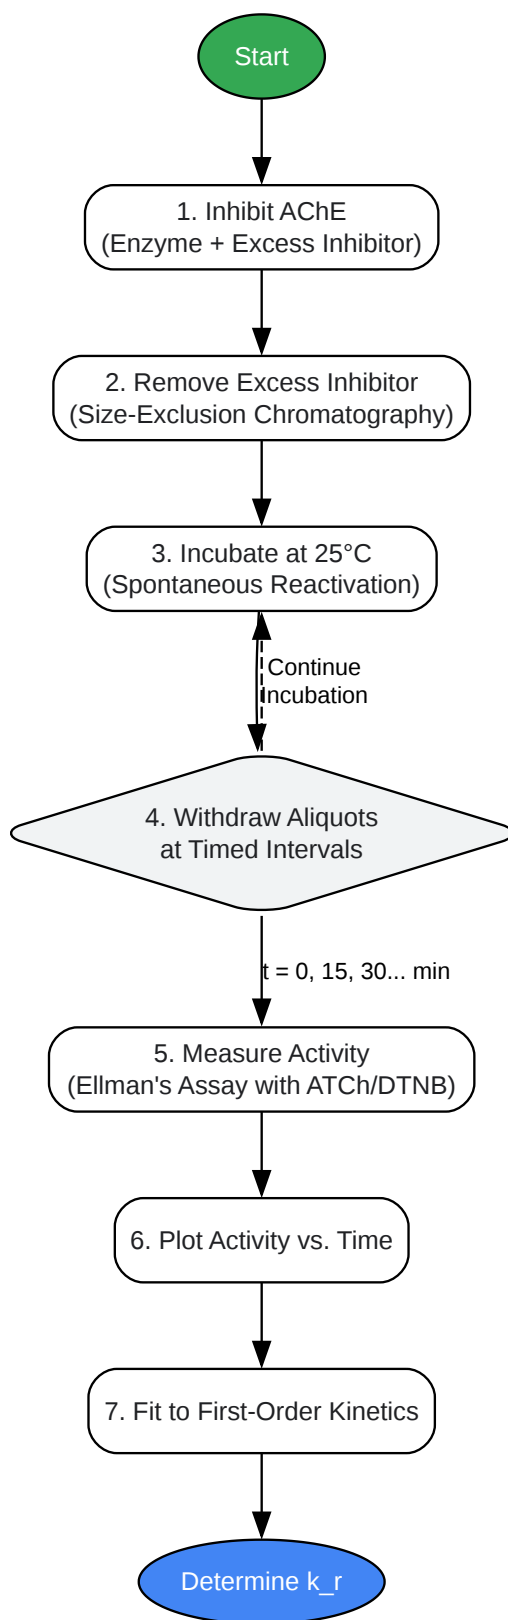 Start
1. Inhibit AChE
(Enzyme + Excess Inhibitor)
2. Remove Excess Inhibitor
(Size-Exclusion Chromatography)
3. Incubate at 25°C
(Spontaneous Reactivation)
Continue
Incubation
4. Withdraw Aliquots
at Timed Intervals
t = 0, 15, 30... min
5. Measure Activity
(Ellman's Assay with ATCh/DTNB)
6. Plot Activity vs. Time
7. Fit to First-Order Kinetics
Determine k_r